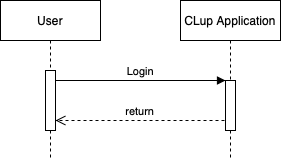 User
CLup Application
Login
return